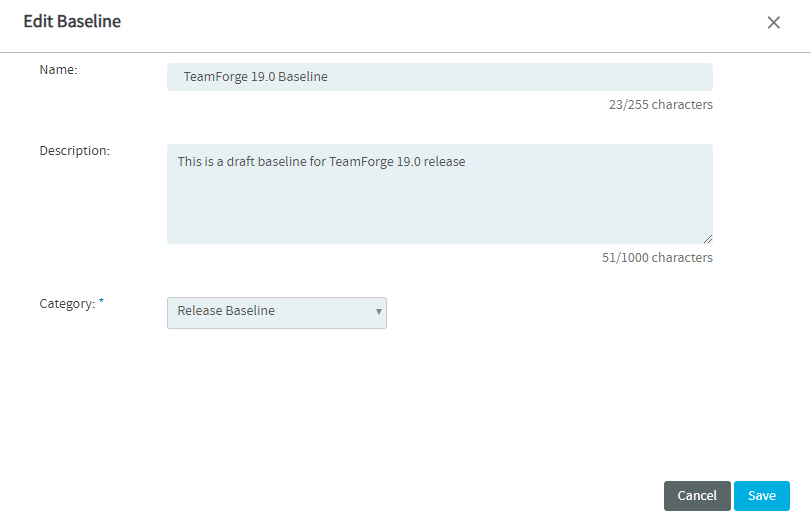 Edit Baseline
Name:
TeamForge 19.0 Baseline
23/255 characters
Description:
This is a draft baseline for TeamForge 19.0 release
51/1000 characters
Category: *
Release Baseline
Cancel
Save